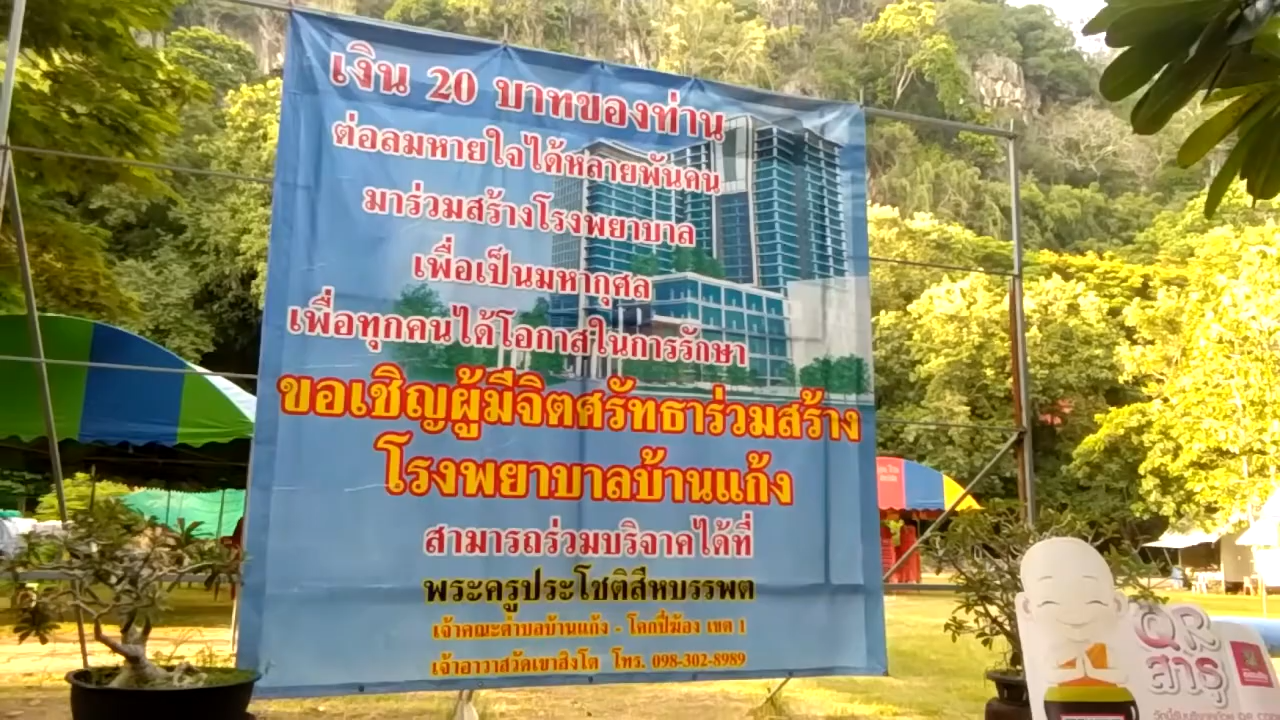 เงิน 20 บาทของท่าน
ต่อลมหายใจได้หลายพันคน
มาร่วมสร้างโรงพยาบาล
เพื่อเป็นมหากุศล
เพื่อทุกคนได้โอกาสในการรักษา
ขอเชิญผู้มีจิตศรัทธาร่วมสร้าง
โรงพยาบาลบ้านแก้ง
สามารถร่วมบริจาคได้ที่
พระครูประโชติสีหบรรพต
เจ้าคณะตำบลบ้านแก้ง - โคกปี่ฆ้อง เขต 1
เจ้าอาวาสวัดเขาสิงโต โทร. 098-302-8989
QR
สาธุ